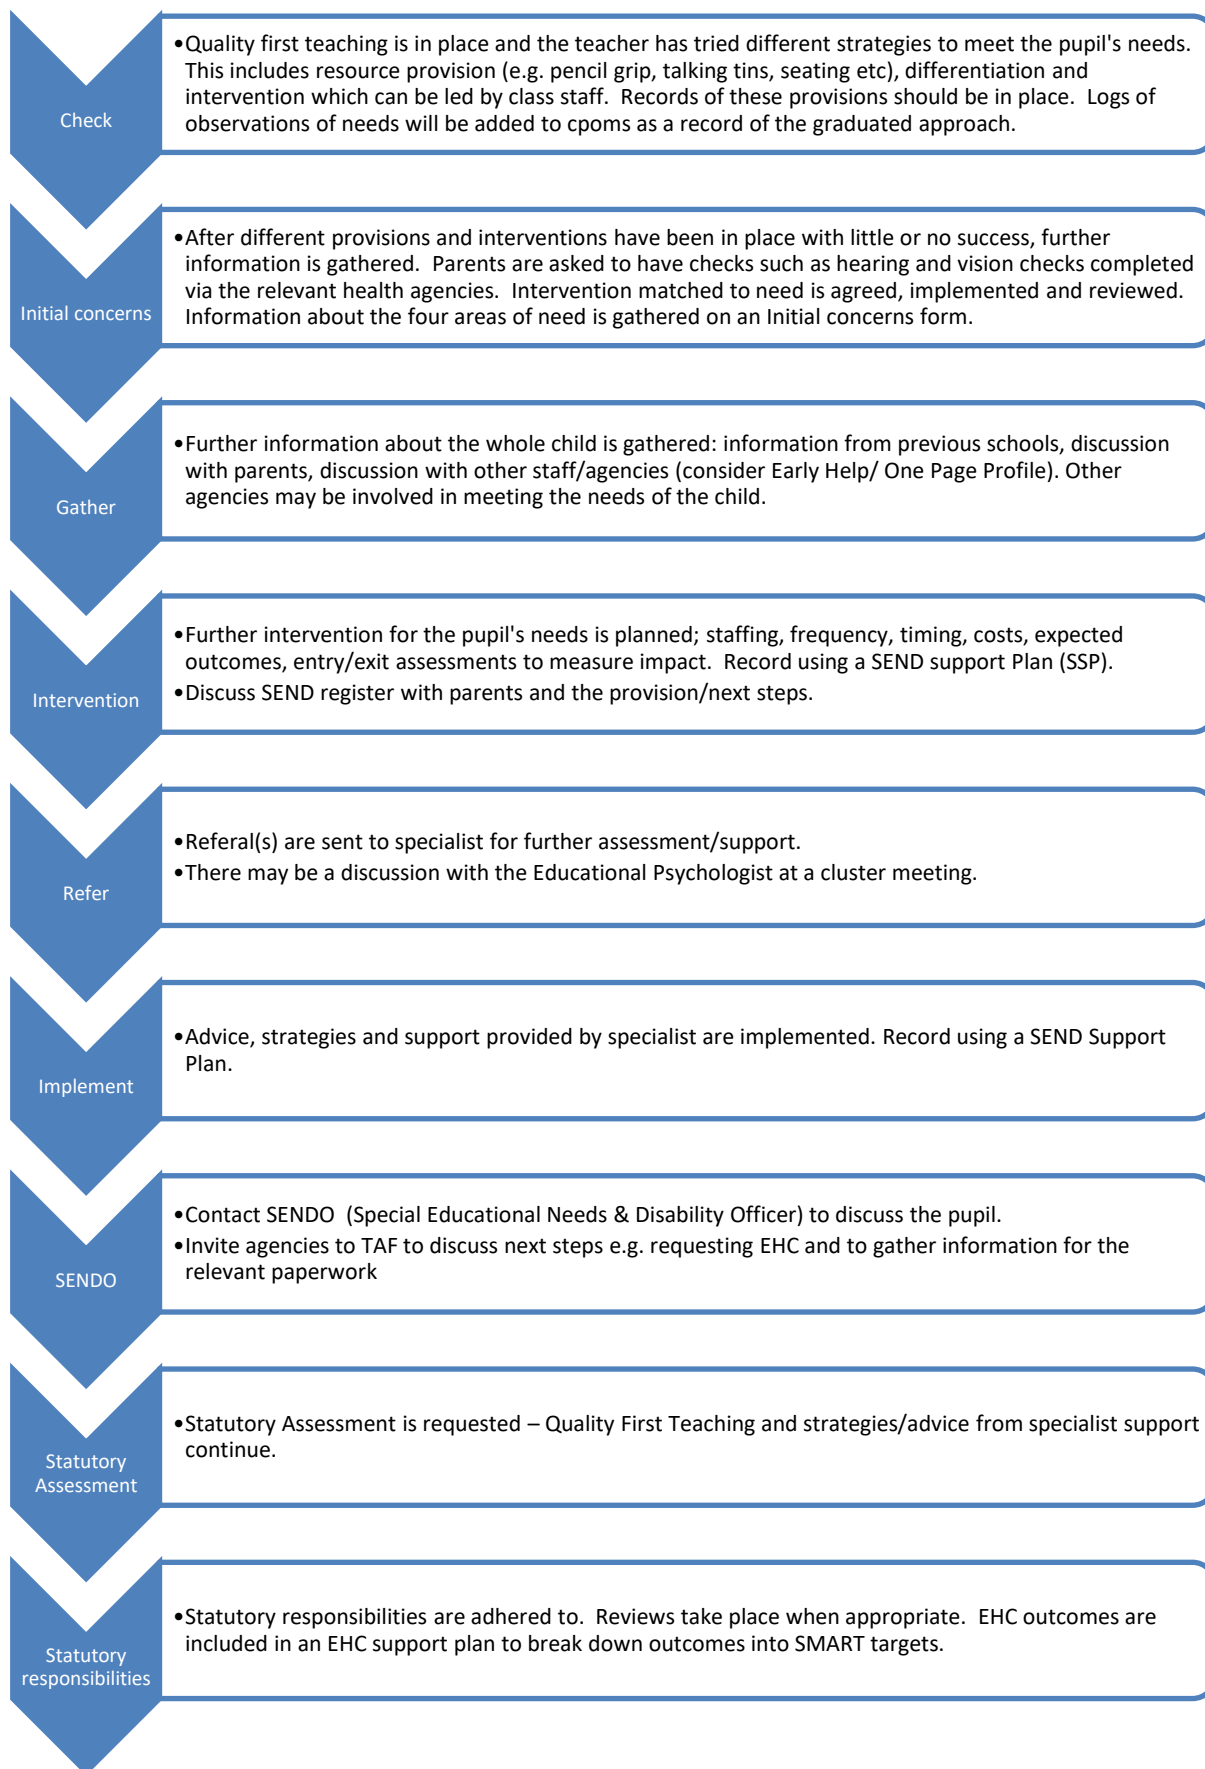 Check
•Quality first teaching is in place and the teacher has tried different strategies to meet the pupil's needs.
This includes resource provision (e.g. pencil grip, talking tins, seating etc), differentiation and
intervention which can be led by class staff.  Records of these provisions should be in place.  Logs of
observations of needs will be added to cpoms as a record of the graduated approach.
Initial concerns
•After different provisions and interventions have been in place with little or no success, further
information is gathered.  Parents are asked to have checks such as hearing and vision checks completed
via the relevant health agencies.  Intervention matched to need is agreed, implemented and reviewed.
Information about the four areas of need is gathered on an Initial concerns form.
Gather
•Further information about the whole child is gathered: information from previous schools, discussion
with parents, discussion with other staff/agencies (consider Early Help/ One Page Profile). Other
agencies may be involved in meeting the needs of the child.
Intervention
•Further intervention for the pupil's needs is planned; staffing, frequency, timing, costs, expected
outcomes, entry/exit assessments to measure impact.  Record using a SEND support Plan (SSP).
•Discuss SEND register with parents and the provision/next steps.
Refer
•Referal(s) are sent to specialist for further assessment/support.
•There may be a discussion with the Educational Psychologist at a cluster meeting.
Implement
•Advice, strategies and support provided by specialist are implemented. Record using a SEND Support
Plan.
SENDO
•Contact SENDO  (Special Educational Needs & Disability Officer) to discuss the pupil.
•Invite agencies to TAF to discuss next steps e.g. requesting EHC and to gather information for the
relevant paperwork
Statutory
Assessment
•Statutory Assessment is requested – Quality First Teaching and strategies/advice from specialist support
continue.
Statutory
responsibilities
•Statutory responsibilities are adhered to.  Reviews take place when appropriate.  EHC outcomes are
included in an EHC support plan to break down outcomes into SMART targets.